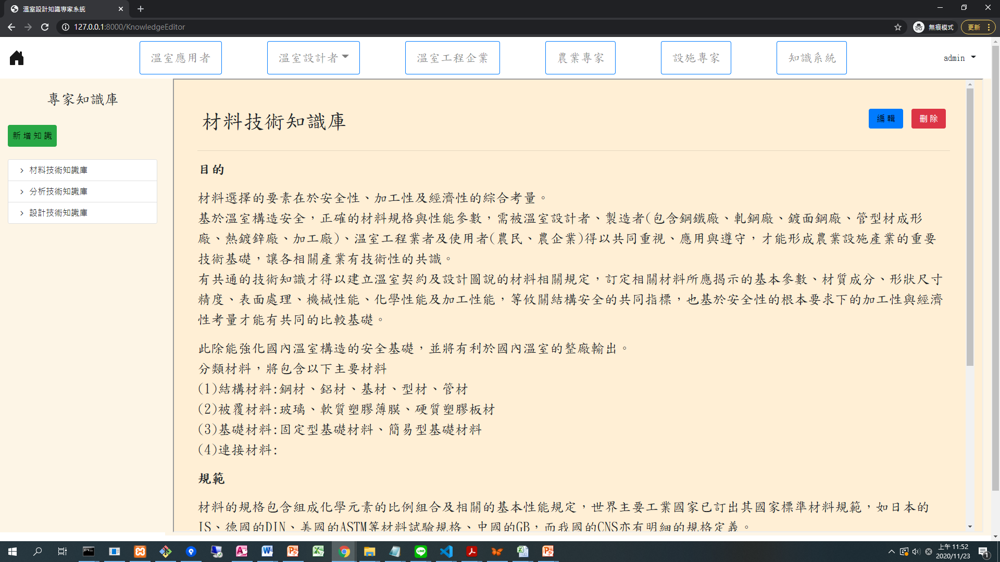 溫室設計知識專家系統
127.0.0.1:8000/KnowledgeEditor
無痕模式
更新
溫室應用者
溫室設計者
溫室工程企業
農業專家
設施專家
知識系統
admin
專家知識庫
新增知識
材料技術知識庫
分析技術知識庫
設計技術知識庫
材料技術知識庫
編輯
刪除
目的
材料選擇的要素在於安全性、加工性及經濟性的綜合考量。
基於溫室構造安全，正確的材料規格與性能參數，需被溫室設計者、製造者(包含鋼鐵廠、軋鋼廠、鍍面鋼廠、管型材成形
廠、熱鍍鋅廠、加工廠)、温室工程業者及使用者(農民、農企業)得以共同重視、應用與遵守，才能形成農業設施產業的重要
技術基礎，讓各相關產業有技術性的共識。
有共通的技術知識才得以建立溫室契約及設計圖說的材料相關規定，訂定相關材料所應揭示的基本參數、材質成分、形狀尺寸
精度、表面處理、機械性能、化學性能及加工性能，等攸關結構安全的共同指標，也基於安全性的根本要求下的加工性與經濟
性考量才能有共同的比較基礎。
此除能強化國內溫室構造的安全基礎，並將有利於國內溫室的整廠輸出。
分類材料，將包含以下主要材料
(1)結構材料:鋼材、鋁材、基材、型材、管材
(2)被覆材料:玻璃、軟質塑膠薄膜、硬質塑膠板材
(3)基礎材料:固定型基礎材料、簡易型基礎材料
(4)連接材料:
規範
材料的規格包含組成化學元素的比例組合及相關的基本性能規定，世界主要工業國家已訂出其國家標準材料規範，如日本的
IS、德國的DIN、美國的ASTM等材料試驗規格、中國的GB，而我國的CNS亦有明細的規格定義。
上午 11:52
2020/11/23
1